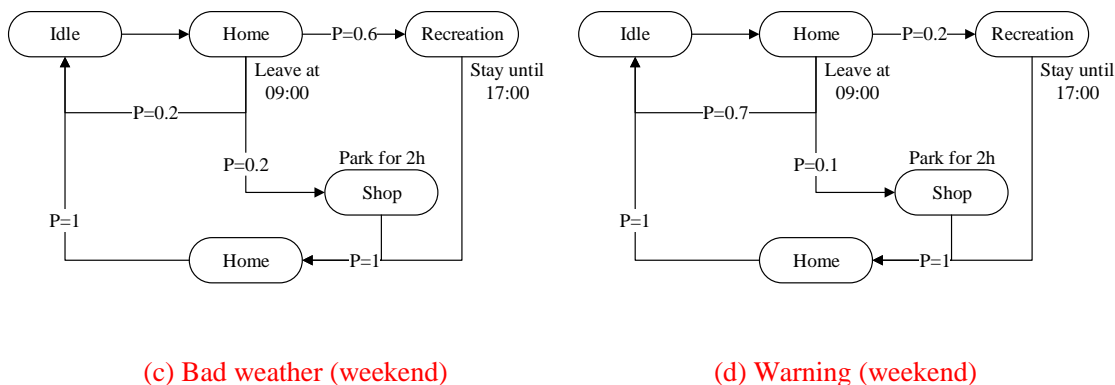 Idle
Home
P=0.6
Recreation
Leave at
09:00
Stay until
17:00
P=0.2
P=0.2
Park for 2h
Shop
P=1
Home
P=1
(c) Bad weather (weekend)
Idle
Home
P=0.2
Recreation
Leave at
09:00
Stay until
17:00
P=0.7
P=0.1
Park for 2h
Shop
P=1
Home
P=1
(d) Warning (weekend)